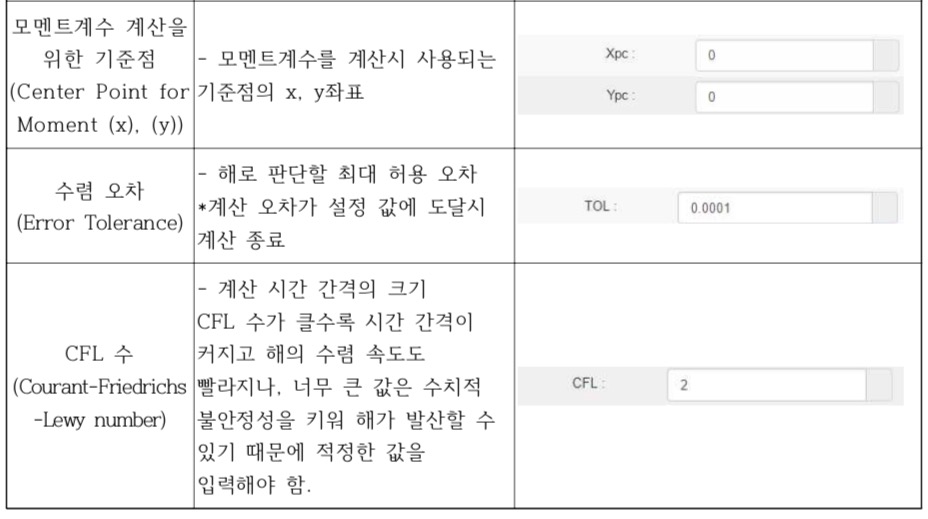 모멘트계수 계산을
위한 기준점
(Center Point for
Moment (x), (y))
- 모멘트계수를 계산시 사용되는
기준점의 x, y좌표
Xpc : 0
Ypc : 0
수렴 오차
(Error Tolerance)
- 해로 판단할 최대 허용 오차
*계산 오차가 설정 값에 도달시
계산 종료
TOL : 0.0001
CFL 수
(Courant-Friedrichs
-Lewy number)
- 계산 시간 간격의 크기
CFL 수가 클수록 시간 간격이
커지고 해의 수렴 속도도
빨라지나, 너무 큰 값은 수치적
불안정성을 키워 해가 발산할 수
있기 때문에 적정한 값을
입력해야 함.
CFL : 2